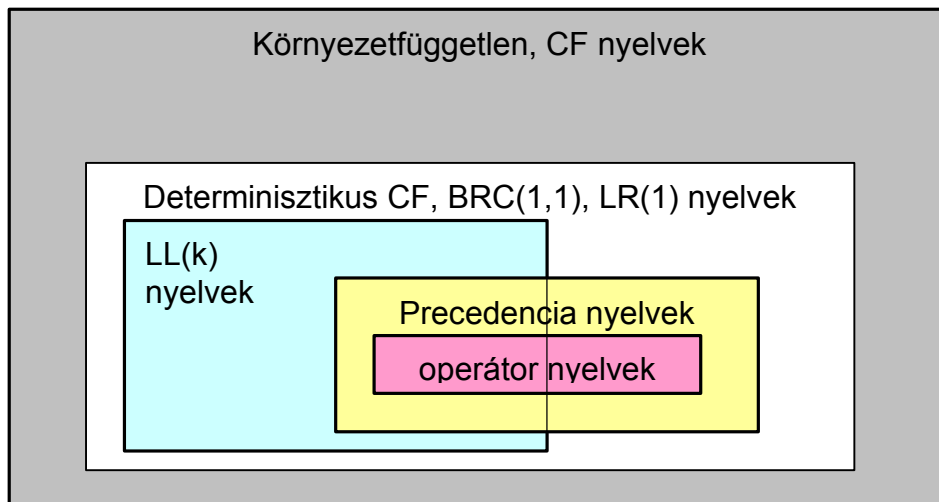 Környezetfüggetlen, CF nyelvek
Determinisztikus CF, BRC(1,1), LR(1) nyelvek
LL(k)
nyelvek
Precedencia nyelvek
operátor nyelvek